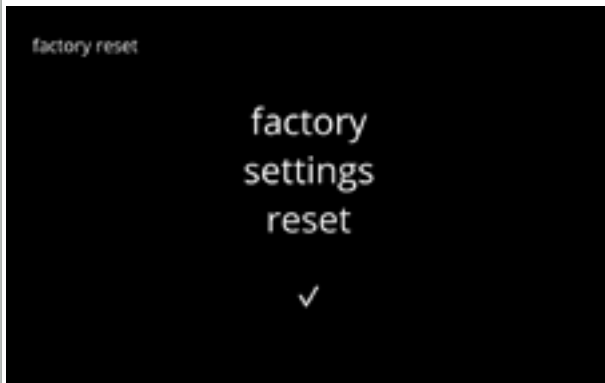 factory reset
factory
settings
reset
✓